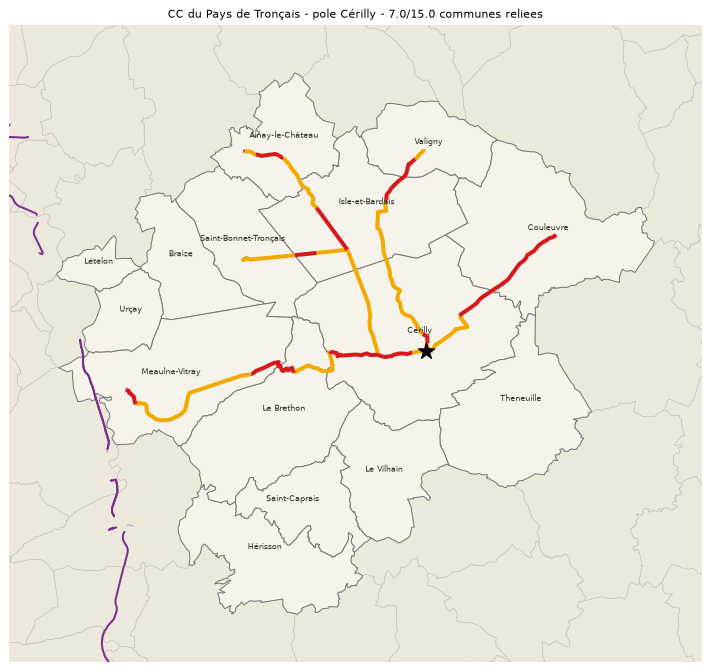 CC du Pays de Tronçais - pole Cérilly - 7.0/15.0 communes reliees
Ainay-le-Château
Valigny
Isle-et-Bardais
Couleuvre
Saint-Bonnet-Tronçais
Braize
Lételon
Urçay
Cérilly
Meaulne-Vitray
Theneuille
Le Brethon
Le Vilhain
Saint-Caprais
Hérisson